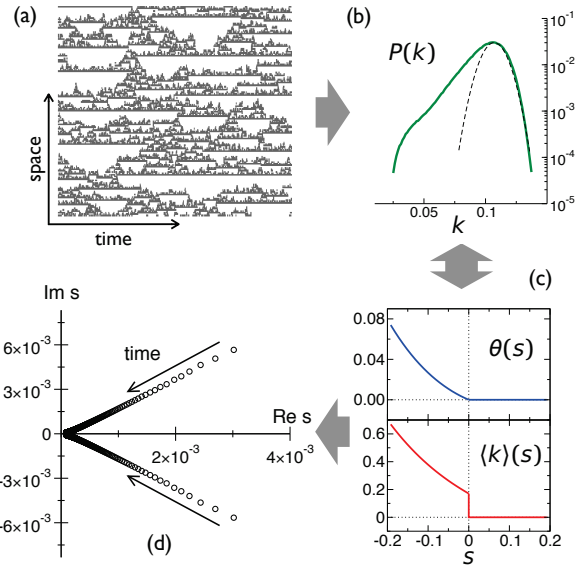 (a)
space
time
(b)
P(k)
10⁻¹
10⁻²
10⁻³
10⁻⁴
10⁻⁵
0.05
0.1
k
(c)
0.08
0.00
θ(s)
0.6
0.4
0.2
0
⟨k⟩(s)
-0.2
-0.1
0
0.1
0.2
s
Im s
6×10⁻³
3×10⁻³
0
-3×10⁻³
-6×10⁻³
time
Re s
2×10⁻³
4×10⁻³
(d)